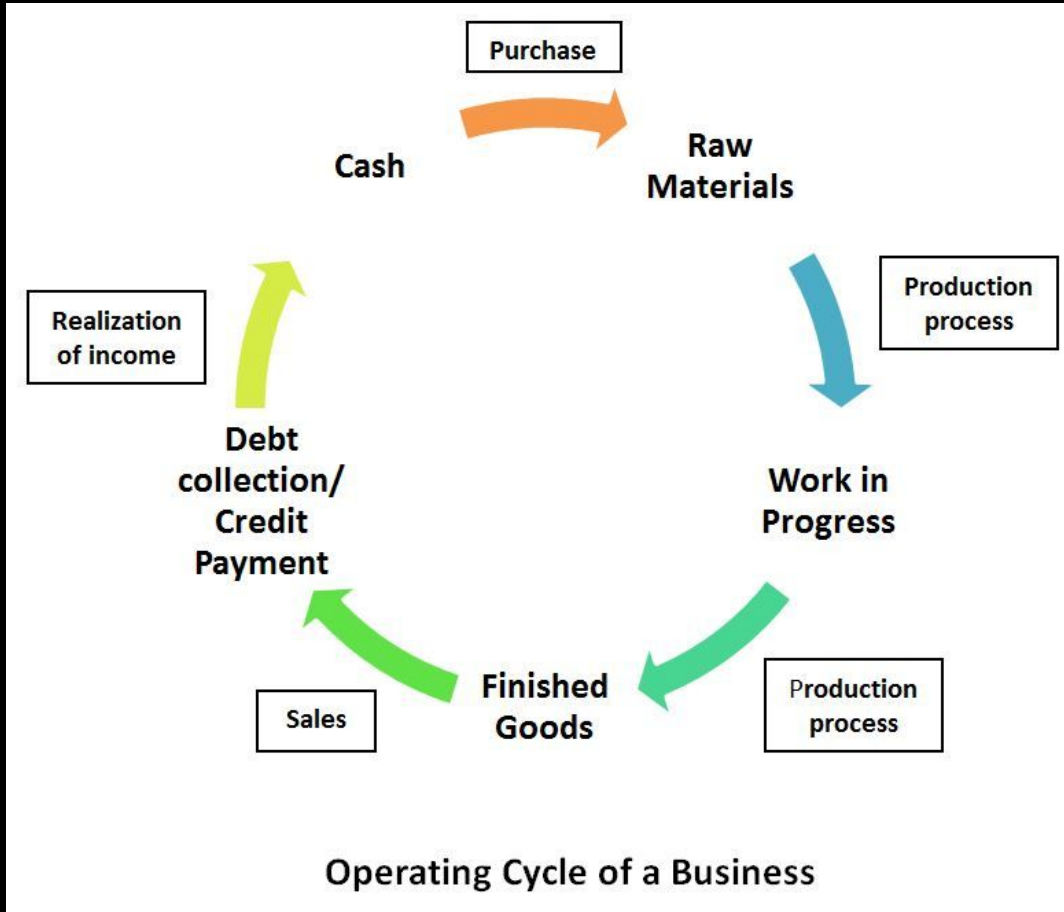 Purchase
Cash
Raw
Materials
Production
process
Realization
of income
Debt
collection/
Credit
Payment
Work in
Progress
Finished
Goods
Production
process
Sales
Operating Cycle of a Business